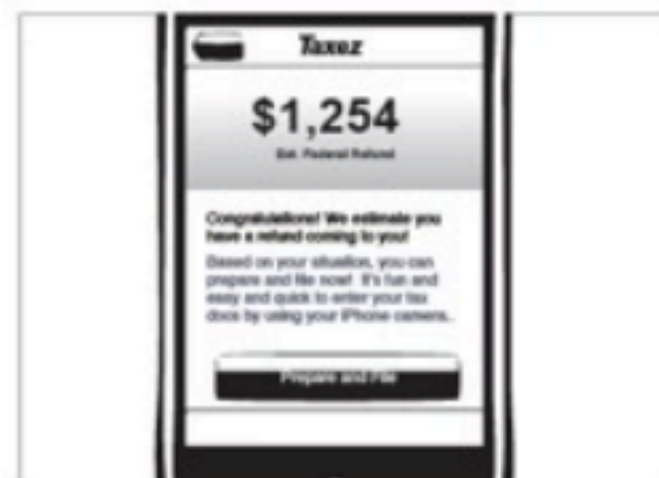 Taxez
$1,254
Est. Federal Refund
Congratulations! We estimate you
have a refund coming to you!
Based on your situation, you can
prepare and file now! It's fun and
easy and quick to enter your tax
docs by using your iPhone camera..
Prepare and File